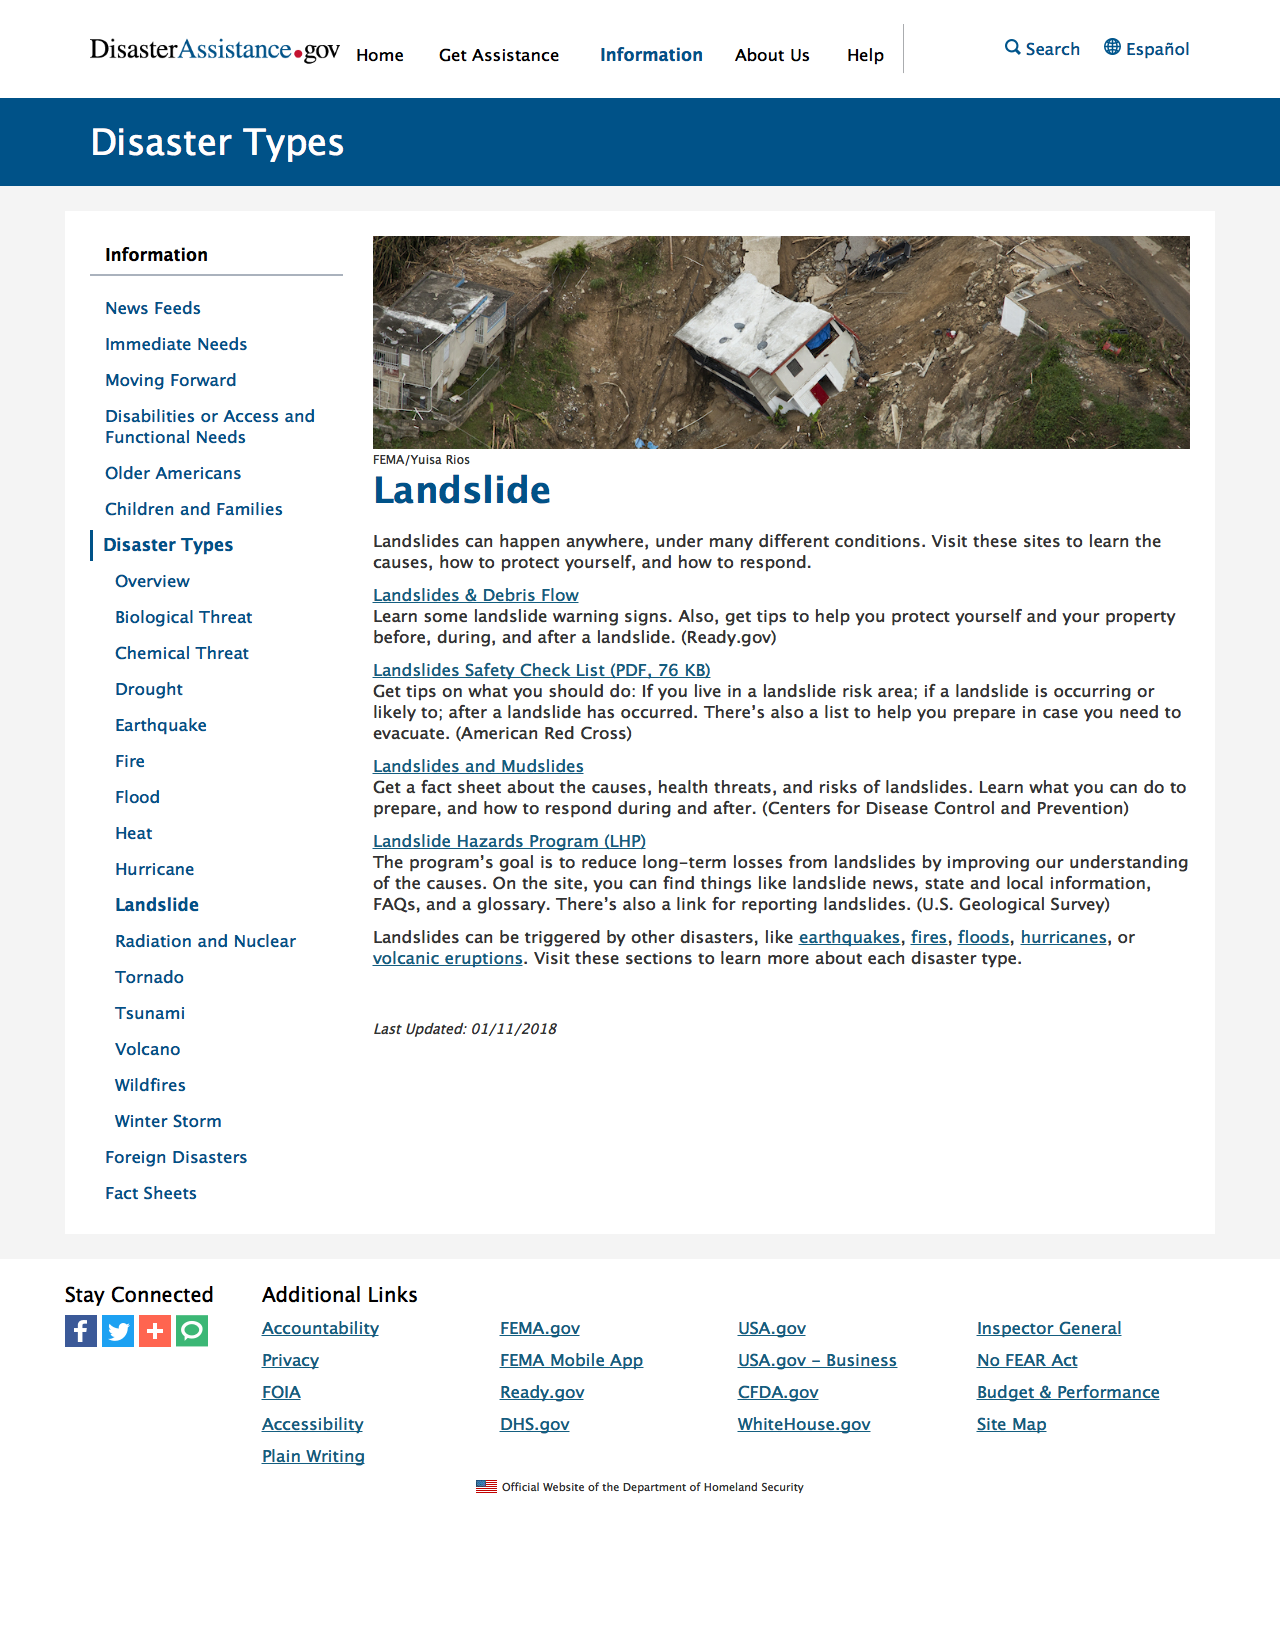 DisasterAssistance.gov
Home
Get Assistance
Information
About Us
Help
Search
Español
Disaster Types
Information
News Feeds
Immediate Needs
Moving Forward
Disabilities or Access and
Functional Needs
Older Americans
Children and Families
Disaster Types
Overview
Biological Threat
Chemical Threat
Drought
Earthquake
Fire
Flood
Heat
Hurricane
Landslide
Radiation and Nuclear
Tornado
Tsunami
Volcano
Wildfires
Winter Storm
Foreign Disasters
Fact Sheets
FEMA/Yuisa Rios
Landslide
Landslides can happen anywhere, under many different conditions. Visit these sites to learn the
causes, how to protect yourself, and how to respond.
Landslides & Debris Flow
Learn some landslide warning signs. Also, get tips to help you protect yourself and your property
before, during, and after a landslide. (Ready.gov)
Landslides Safety Check List (PDF, 76 KB)
Get tips on what you should do: If you live in a landslide risk area; if a landslide is occurring or
likely to; after a landslide has occurred. There's also a list to help you prepare in case you need to
evacuate. (American Red Cross)
Landslides and Mudslides
Get a fact sheet about the causes, health threats, and risks of landslides. Learn what you can do to
prepare, and how to respond during and after. (Centers for Disease Control and Prevention)
Landslide Hazards Program (LHP)
The program's goal is to reduce long-term losses from landslides by improving our understanding
of the causes. On the site, you can find things like landslide news, state and local information,
FAQs, and a glossary. There's also a link for reporting landslides. (U.S. Geological Survey)
Landslides can be triggered by other disasters, like earthquakes, fires, floods, hurricanes, or
volcanic eruptions. Visit these sections to learn more about each disaster type.
Last Updated: 01/11/2018
Stay Connected
Additional Links
Accountability
Privacy
FOIA
Accessibility
Plain Writing
FEMA.gov
FEMA Mobile App
Ready.gov
DHS.gov
USA.gov
USA.gov - Business
CFDA.gov
WhiteHouse.gov
Inspector General
No FEAR Act
Budget & Performance
Site Map
Official Website of the Department of Homeland Security